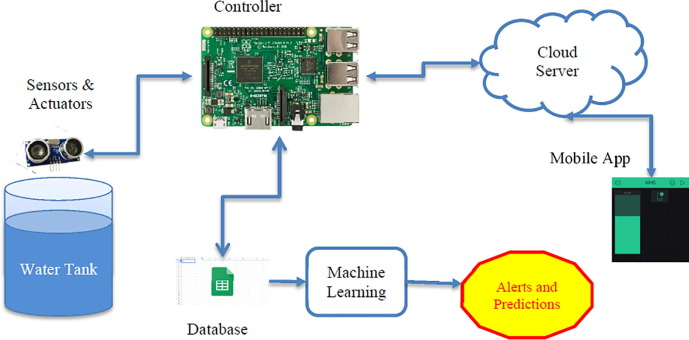 Controller
Sensors &
Actuators
Cloud
Server
Mobile App
Water Tank
Machine
Learning
Alerts and
Predictions
Database